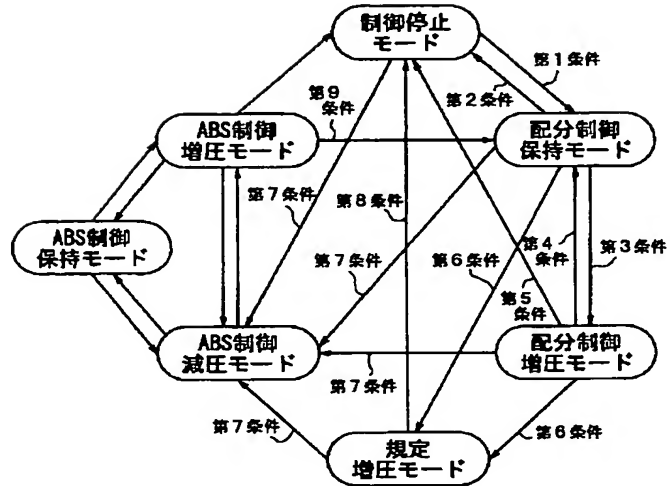 制御停止
モード
第1条件
第2条件
第9
条件
ABS制御
増圧モード
配分制御
保持モード
第7条件
第8条件
ABS制御
保持モード
第7条件
第6条件
第4
条件
第3条件
第5
条件
ABS制御
減圧モード
配分制御
増圧モード
第7条件
第7条件
第6条件
規定
増圧モード